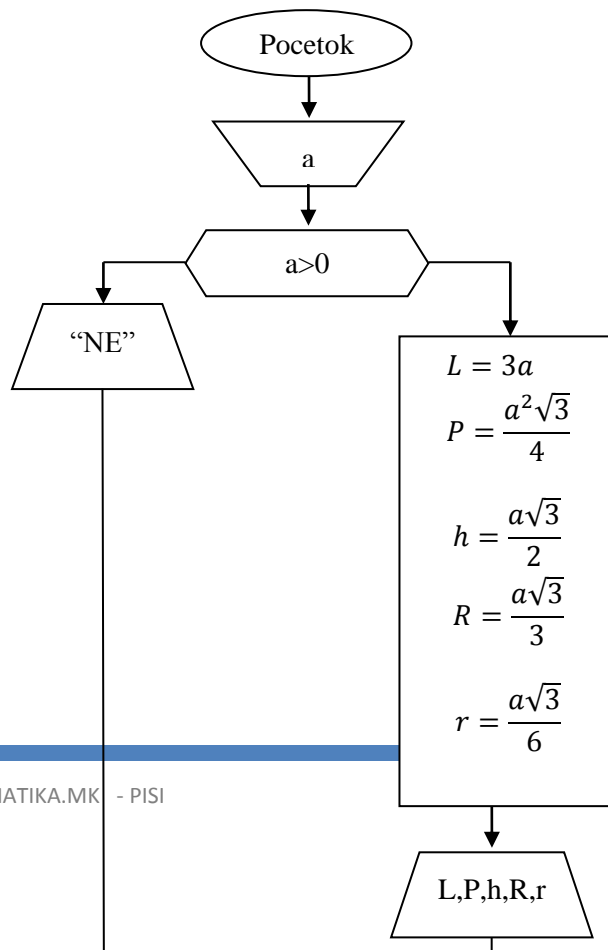 Pocetok
a
a>0
“NE”
L = 3a
P = a²√3/4
h = a√3/2
R = a√3/3
r = a√3/6
ATIKA.MK - PISI
L,P,h,R,r